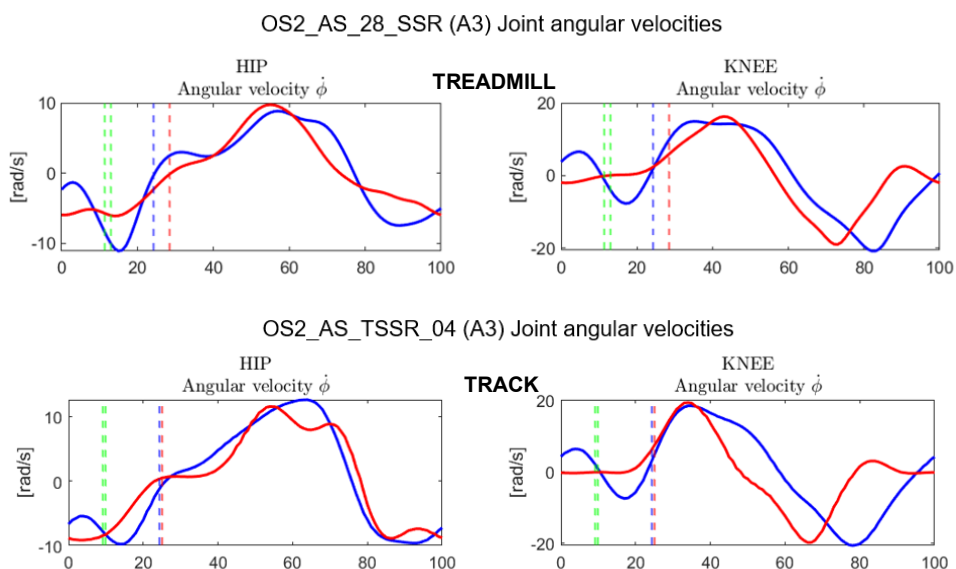 OS2_AS_28_SSR (A3) Joint angular velocities
HIP
Angular velocity φ̇
TREADMILL
KNEE
Angular velocity φ̇
[rad/s]
10
0
-10
0 20 40 60 80 100
[rad/s]
20
0
-20
0 20 40 60 80 100
OS2_AS_TSSR_04 (A3) Joint angular velocities
HIP
Angular velocity φ̇
TRACK
KNEE
Angular velocity φ̇
[rad/s]
10
0
-10
0 20 40 60 80 100
[rad/s]
20
0
-20
0 20 40 60 80 100